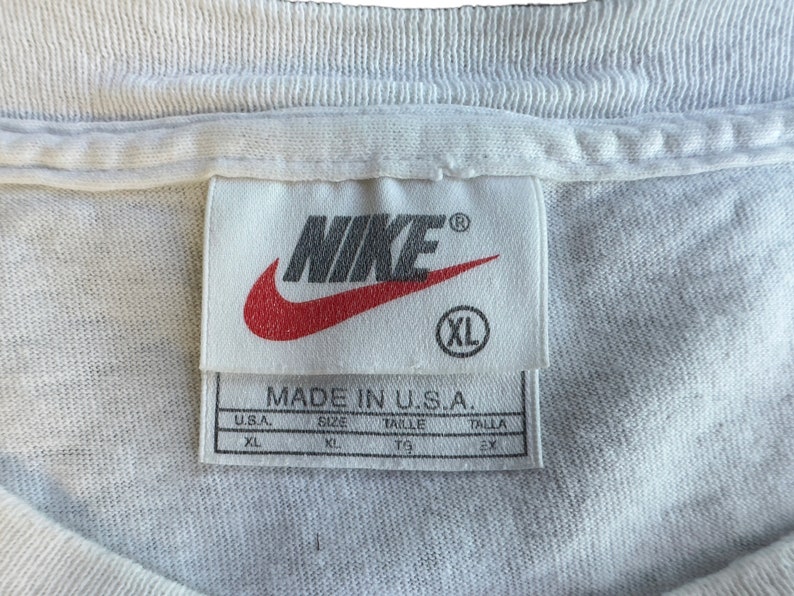 NIKE®
XL
MADE IN U.S.A.
U.S.A. SIZE TAILLE TALLA
XL XL TG EX